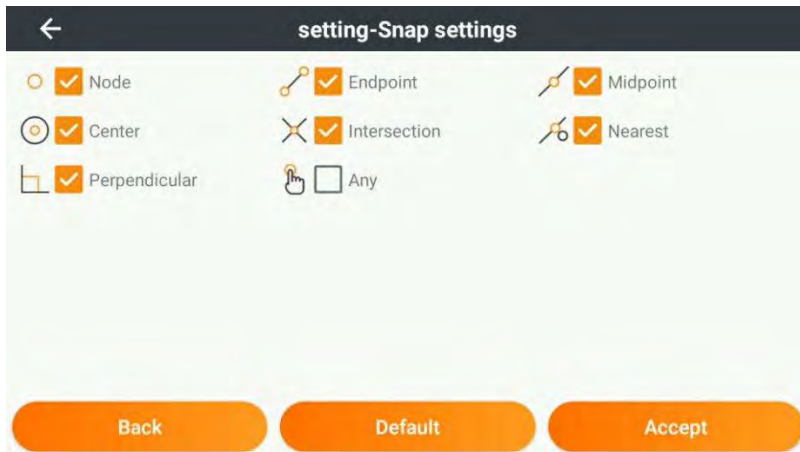 setting-Snap settings
Node Endpoint Midpoint
Center Intersection Nearest
Perpendicular Any
Back Default Accept